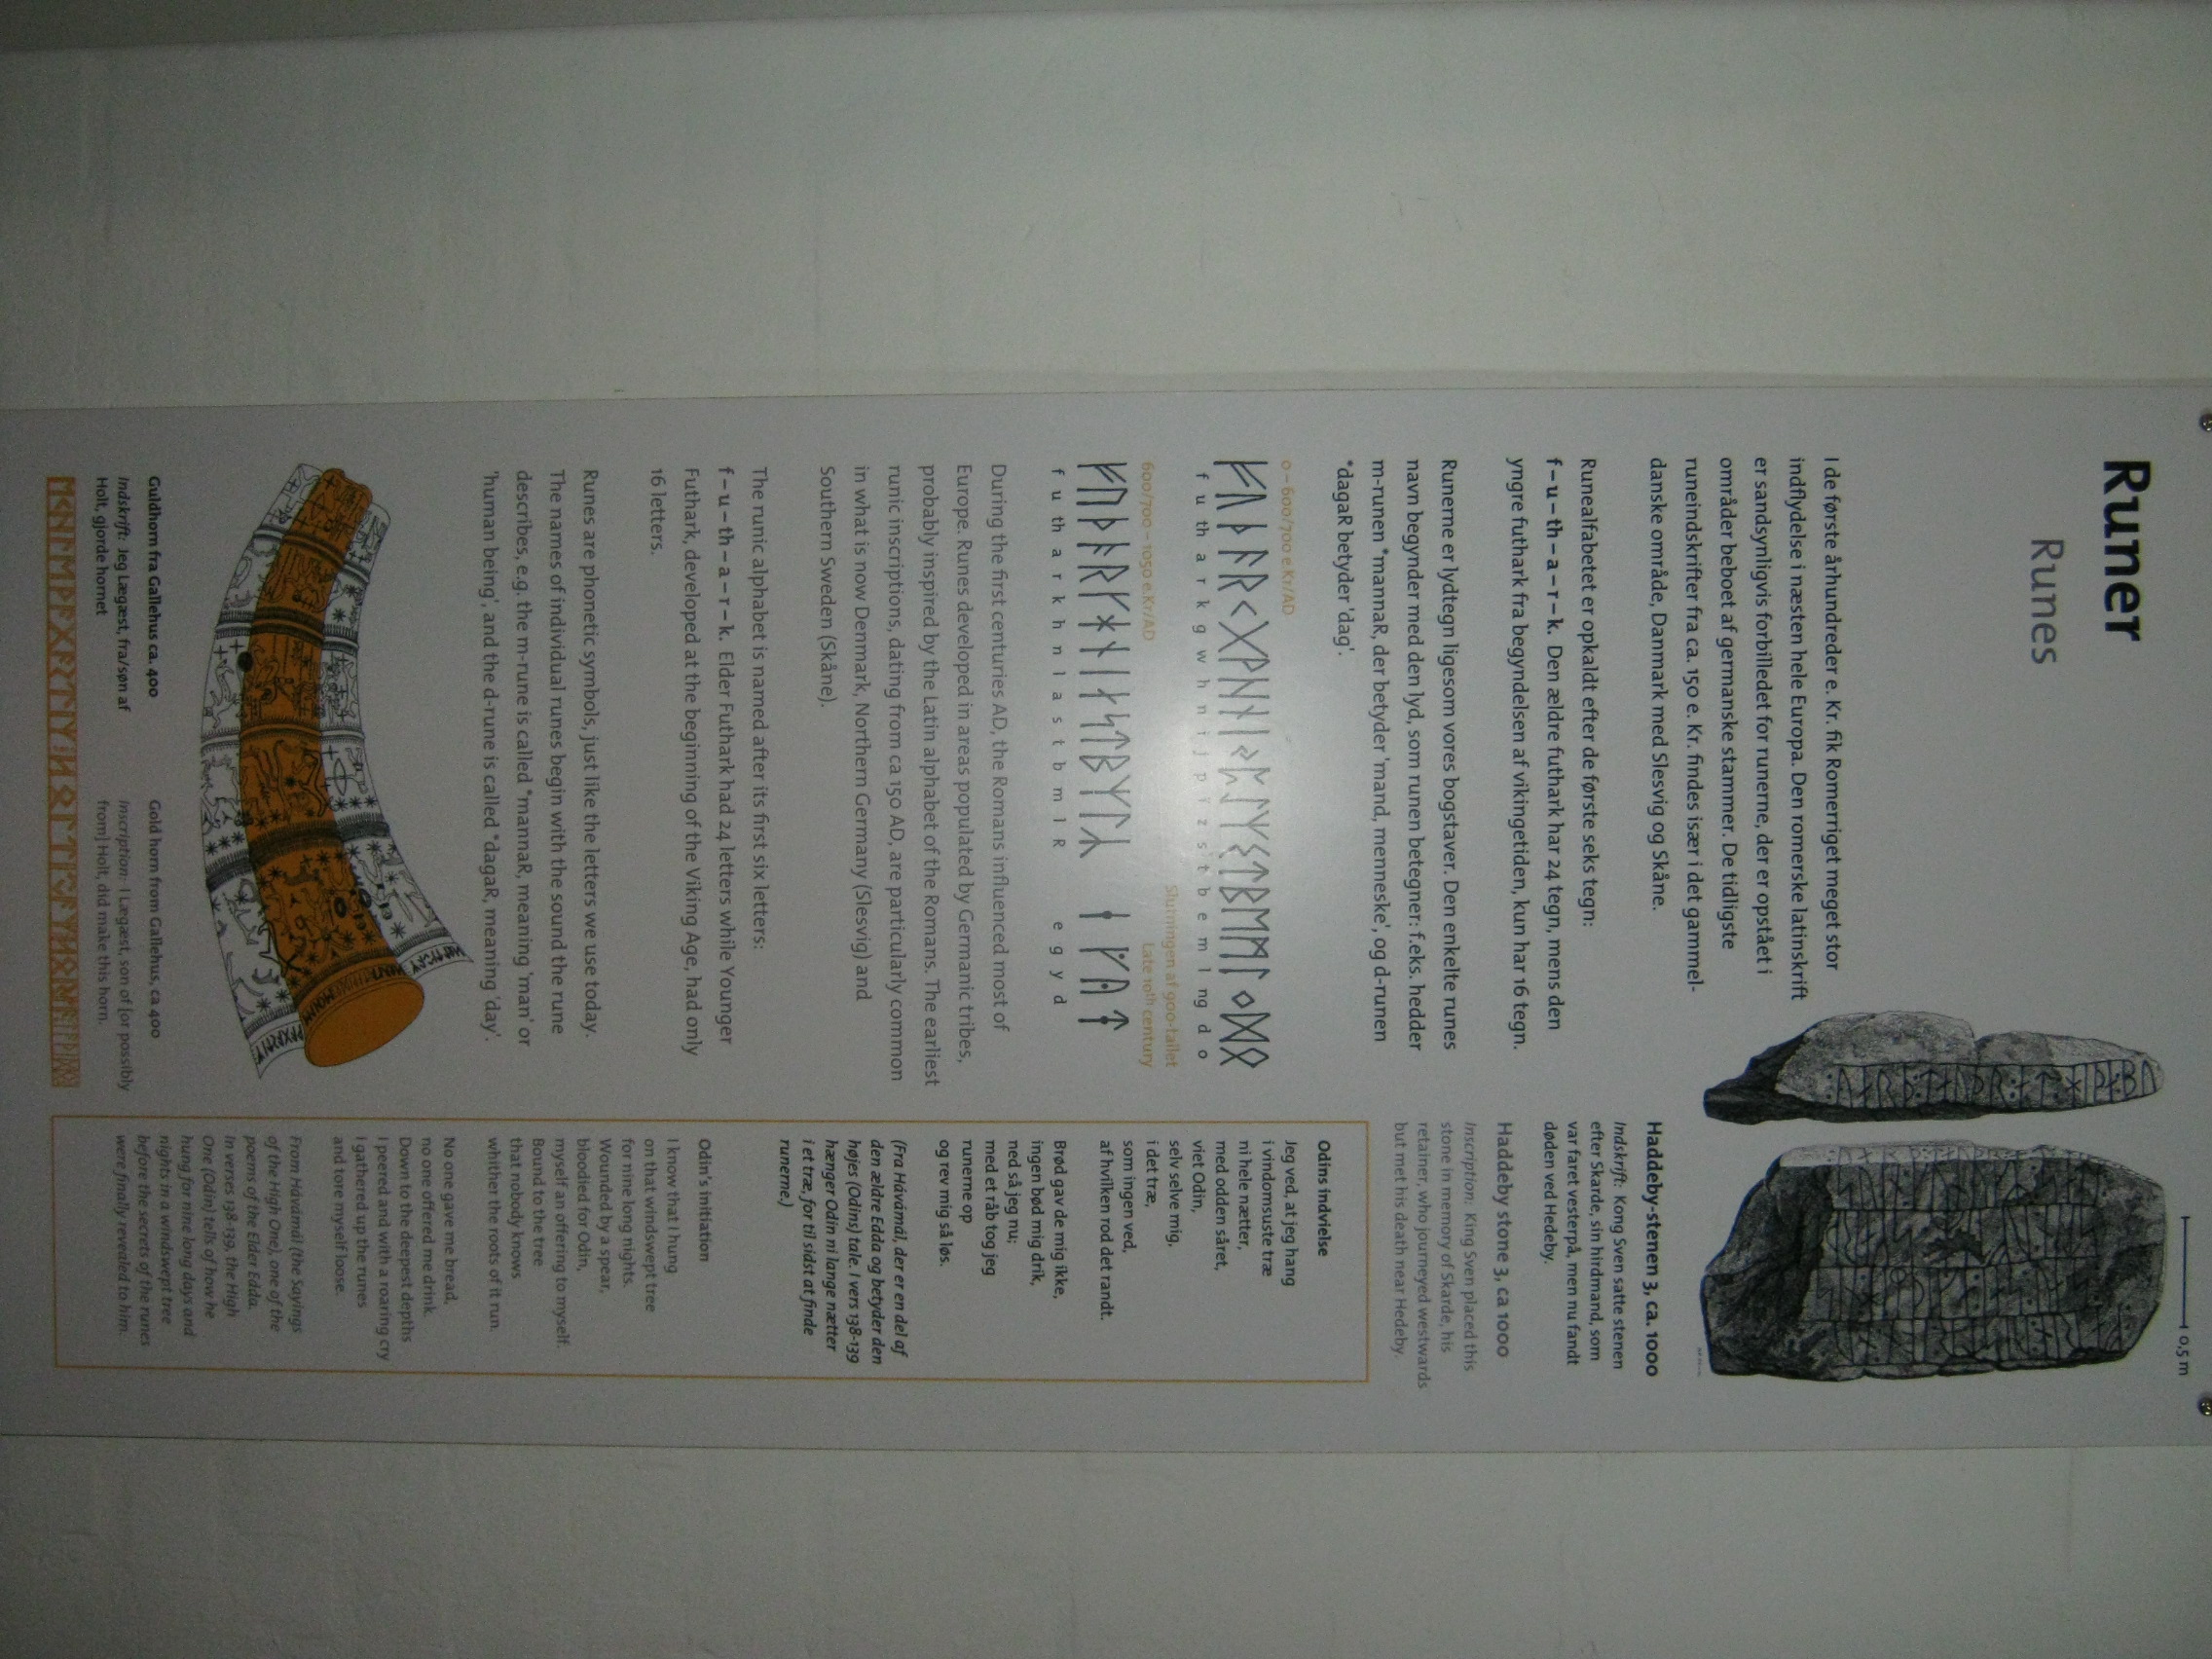 Runer
Runes
I de første århundreder e. Kr. fik Romerriget meget stor
indflydelse i næsten hele Europa. Den romerske latinskrift
er sandsynligvis forbilledet for runerne, der er opstået i
områder beboet af germanske stammer. De tidligste
runeindskrifter fra ca. 150 e. Kr. findes især i det gammel-
danske område, Danmark med Slesvig og Skåne.
Runealfabetet er opkaldt efter de første seks tegn:
f – u – th – a – r – k. Den ældre futhark har 24 tegn, mens den
yngre futhark fra begyndelsen af vikingetiden, kun har 16 tegn.
Runerne er lydtegn ligesom vores bogstaver. Den enkelte runes
navn begynder med den lyd, som runen betegner: f.eks. hedder
m-runen *mannaR, der betyder 'mand, menneske', og d-runen
*dagaR betyder 'dag'.
0 – 600/700 e.Kr/AD
ᚠᚢᚦᚨᚱᚲᚷᚹᚺᚾᛁᛃᛈᛇᛉᛊᛏᛒᛖᛗᛚᛜᛞᛟ
f u th a r k g w h n i j p ï z s t b e m l ng d o
600/700 – 1050 e.Kr/AD
Slutningen af 900-tallet
Late 10th century
ᚠᚢᚦᚬᚱᚴᚼᚾᛁᛅᛋᛏᛒᛘᛚᛦ ᛂ ᚵ ᚤ ᛑ
f u th a r k h n I a s t b m l R e g y d
During the first centuries AD, the Romans influenced most of
Europe. Runes developed in areas populated by Germanic tribes,
probably inspired by the Latin alphabet of the Romans. The earliest
runic inscriptions, dating from ca 150 AD, are particularly common
in what is now Denmark, Northern Germany (Slesvig) and
Southern Sweden (Skåne).
The runic alphabet is named after its first six letters:
f – u – th – a – r – k. Elder Futhark had 24 letters while Younger
Futhark, developed at the beginning of the Viking Age, had only
16 letters.
Runes are phonetic symbols, just like the letters we use today.
The names of individual runes begin with the sound the rune
describes, e.g. the m-rune is called *mannaR, meaning 'man' or
'human being', and the d-rune is called *dagaR, meaning 'day'.
Guldhorn fra Gallehus ca. 400
Indskrift: Jeg Lægæst, fra/søn af
Holt, gjorde hornet
Gold horn from Gallehus, ca 400
Inscription: I Lægæst, son of [or possibly
from] Holt, did make this horn.
0,5 m
Haddeby-stenen 3, ca. 1000
Indskrift: Kong Sven satte stenen
efter Skarde, sin hirdmand, som
var faret vesterpå, men nu fandt
døden ved Hedeby.
Haddeby stone 3, ca 1000
Inscription: King Sven placed this
stone in memory of Skarde, his
retainer, who journeyed westwards
but met his death near Hedeby.
Odins indvielse
Jeg ved, at jeg hang
i vindomsuste træ
ni hele nætter,
med odden såret,
viet Odin,
selv selve mig,
i det træ,
som ingen ved,
af hvilken rod det randt.
Brød gav de mig ikke,
ingen bød mig drik,
ned så jeg nu;
med et råb tog jeg
runerne op
og rev mig så løs.
(Fra Hávámál, der er en del af
den ældre Edda og betyder den
højes (Odins) tale. I vers 138-139
hænger Odin ni lange nætter
i et træ, for til sidst at finde
runerne.)
Odin's initiation
I know that I hung
on that windswept tree
for nine long nights.
Wounded by a spear,
bloodied for Odin,
myself an offering to myself.
Bound to the tree
that nobody knows
whither the roots of it run.
No one gave me bread,
no one offered me drink.
Down to the deepest depths
I peered and with a roaring cry
I gathered up the runes
and tore myself loose.
From Hávámál (the Sayings
of the High One), one of the
poems of the Elder Edda.
In verses 138-139, the High
One (Odin) tells of how he
hung for nine long days and
nights in a windswept tree
before the secrets of the runes
were finally revealed to him.